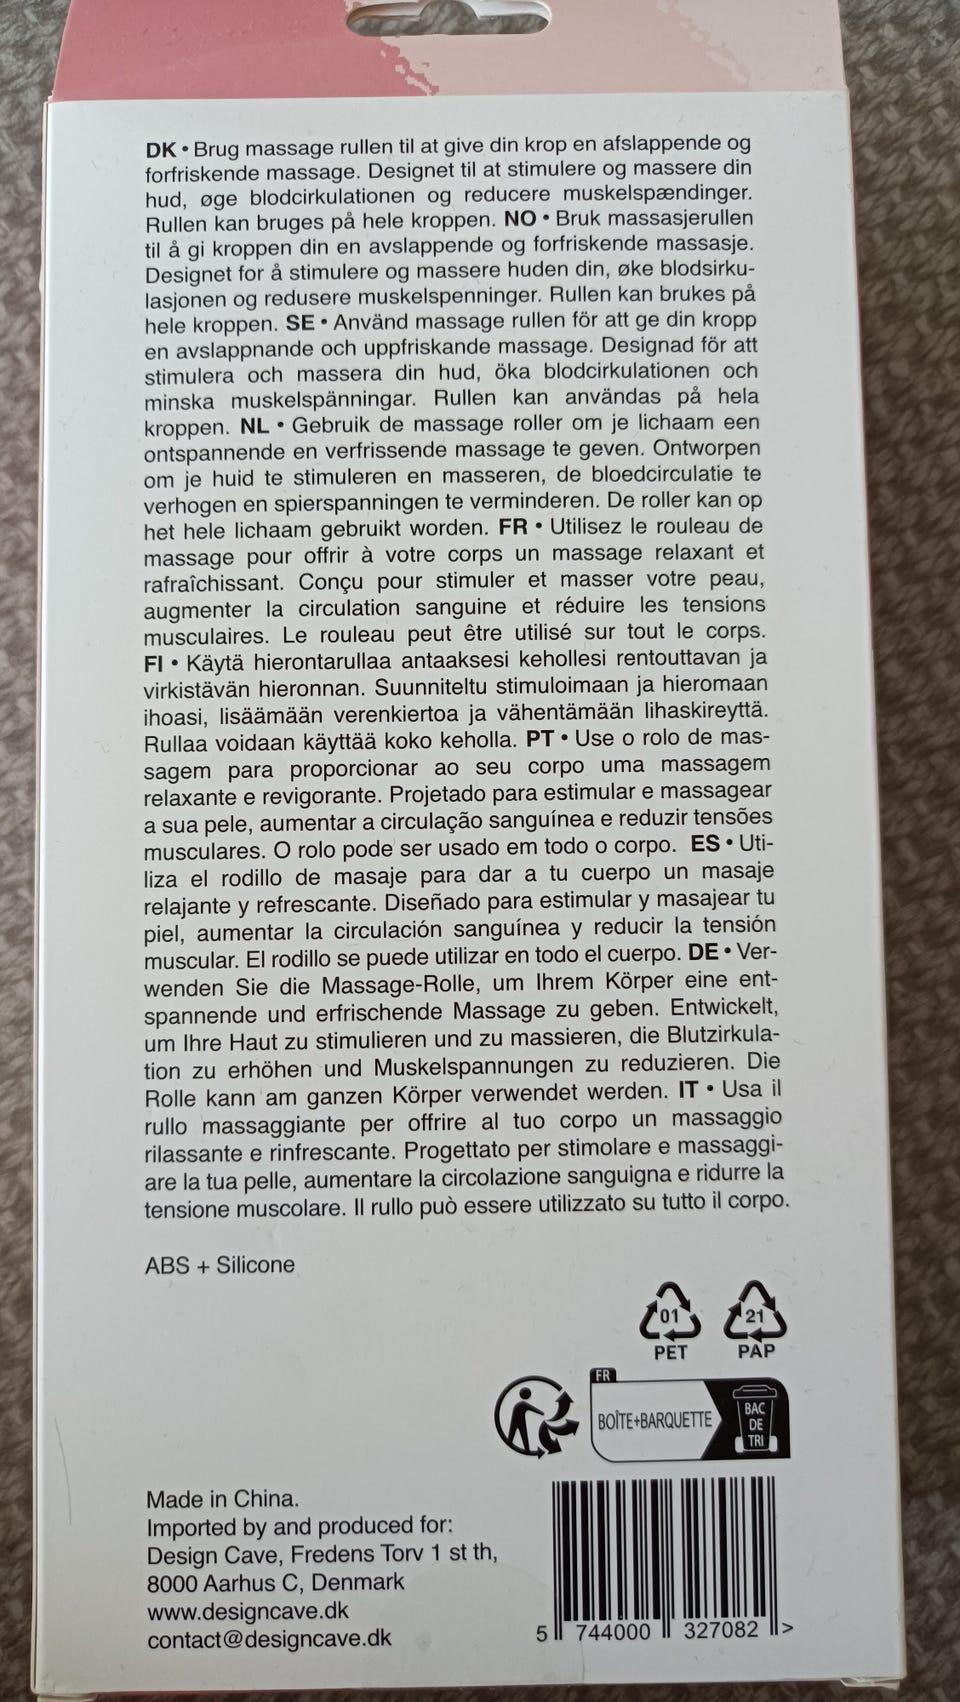 DK • Brug massage rullen til at give din krop en afslappende og
forfriskende massage. Designet til at stimulere og massere din
hud, øge blodcirkulationen og reducere muskelspændinger.
Rullen kan bruges på hele kroppen. NO • Bruk massasjerullen
til å gi kroppen din en avslappende og forfriskende massasje.
Designet for å stimulere og massere huden din, øke blodsirku-
lasjonen og redusere muskelspenninger. Rullen kan brukes på
hele kroppen. SE • Använd massage rullen för att ge din kropp
en avslappnande och uppfriskande massage. Designad för att
stimulera och massera din hud, öka blodcirkulationen och
minska muskelspänningar. Rullen kan användas på hela
kroppen. NL • Gebruik de massage roller om je lichaam een
ontspannende en verfrissende massage te geven. Ontworpen
om je huid te stimuleren en masseren, de bloedcirculatie te
verhogen en spierspanningen te verminderen. De roller kan op
het hele lichaam gebruikt worden. FR • Utilisez le rouleau de
massage pour offrir à votre corps un massage relaxant et
rafraîchissant. Conçu pour stimuler et masser votre peau,
augmenter la circulation sanguine et réduire les tensions
musculaires. Le rouleau peut être utilisé sur tout le corps.
FI • Käytä hierontarullaa antaaksesi kehollesi rentouttavan ja
virkistävän hieronnan. Suunniteltu stimuloimaan ja hieromaan
ihoasi, lisäämään verenkiertoa ja vähentämään lihaskireyttä.
Rullaa voidaan käyttää koko keholla. PT • Use o rolo de mas-
sagem para proporcionar ao seu corpo uma massagem
relaxante e revigorante. Projetado para estimular e massagear
a sua pele, aumentar a circulação sanguínea e reduzir tensões
musculares. O rolo pode ser usado em todo o corpo. ES • Uti-
liza el rodillo de masaje para dar a tu cuerpo un masaje
relajante y refrescante. Diseñado para estimular y masajear tu
piel, aumentar la circulación sanguínea y reducir la tensión
muscular. El rodillo se puede utilizar en todo el cuerpo. DE • Ver-
wenden Sie die Massage-Rolle, um Ihrem Körper eine ent-
spannende und erfrischende Massage zu geben. Entwickelt,
um Ihre Haut zu stimulieren und zu massieren, die Blutzirkula-
tion zu erhöhen und Muskelspannungen zu reduzieren. Die
Rolle kann am ganzen Körper verwendet werden. IT • Usa il
rullo massaggiante per offrire al tuo corpo un massaggio
rilassante e rinfrescante. Progettato per stimolare e massaggi-
are la tua pelle, aumentare la circolazione sanguigna e ridurre la
tensione muscolare. Il rullo può essere utilizzato su tutto il corpo.
ABS + Silicone
01 21
PET PAP
FR
BOÎTE+BARQUETTE
BAC
DE
TRI
Made in China.
Imported by and produced for:
Design Cave, Fredens Torv 1 st th,
8000 Aarhus C, Denmark
www.designcave.dk
contact@designcave.dk
5 744000 327082 >